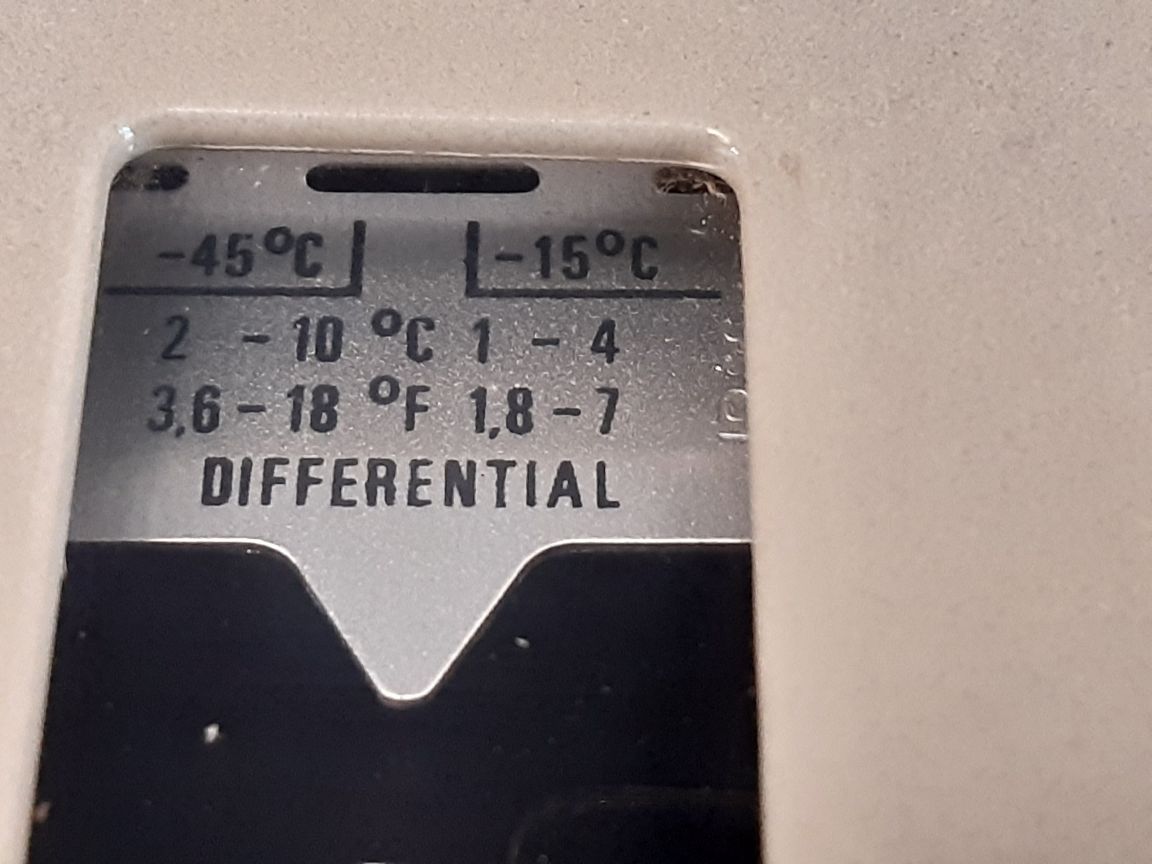 -45°C -15°C
2 - 10 °C 1 - 4
3,6 - 18 °F 1,8 - 7
DIFFERENTIAL